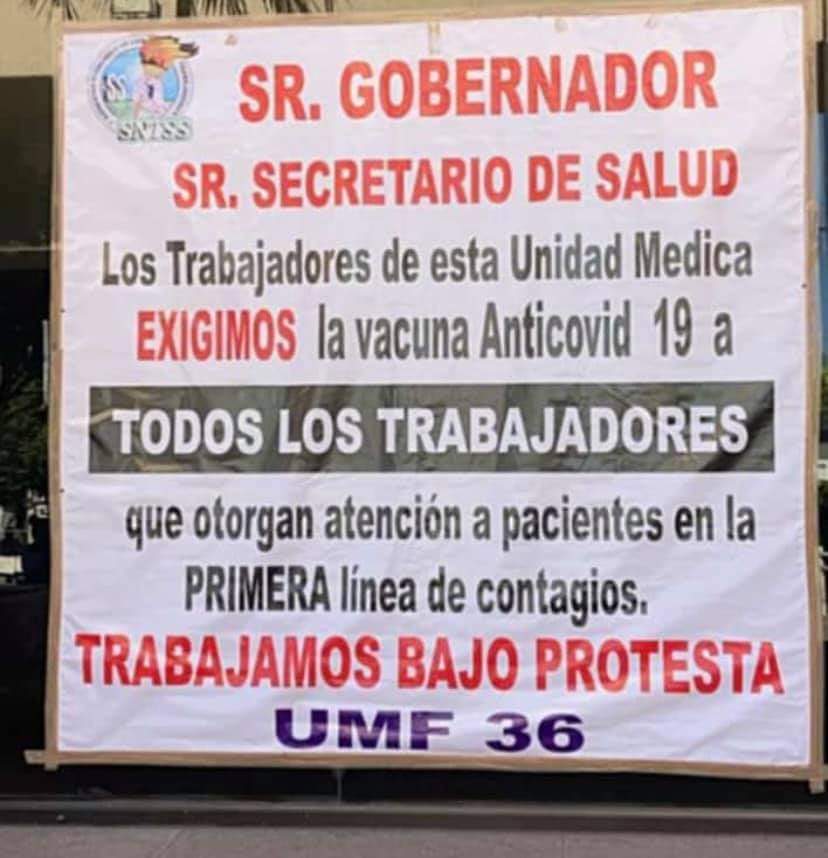 SS
SNTSS
SR. GOBERNADOR
SR. SECRETARIO DE SALUD
Los Trabajadores de esta Unidad Medica
EXIGIMOS la vacuna Anticovid 19 a
TODOS LOS TRABAJADORES
que otorgan atención a pacientes en la
PRIMERA línea de contagios.
TRABAJAMOS BAJO PROTESTA
UMF 36